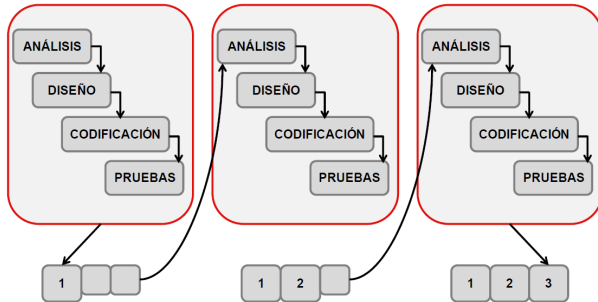 ANÁLISIS
DISEÑO
CODIFICACIÓN
PRUEBAS
ANÁLISIS
DISEÑO
CODIFICACIÓN
PRUEBAS
ANÁLISIS
DISEÑO
CODIFICACIÓN
PRUEBAS
1
1 2
1 2 3